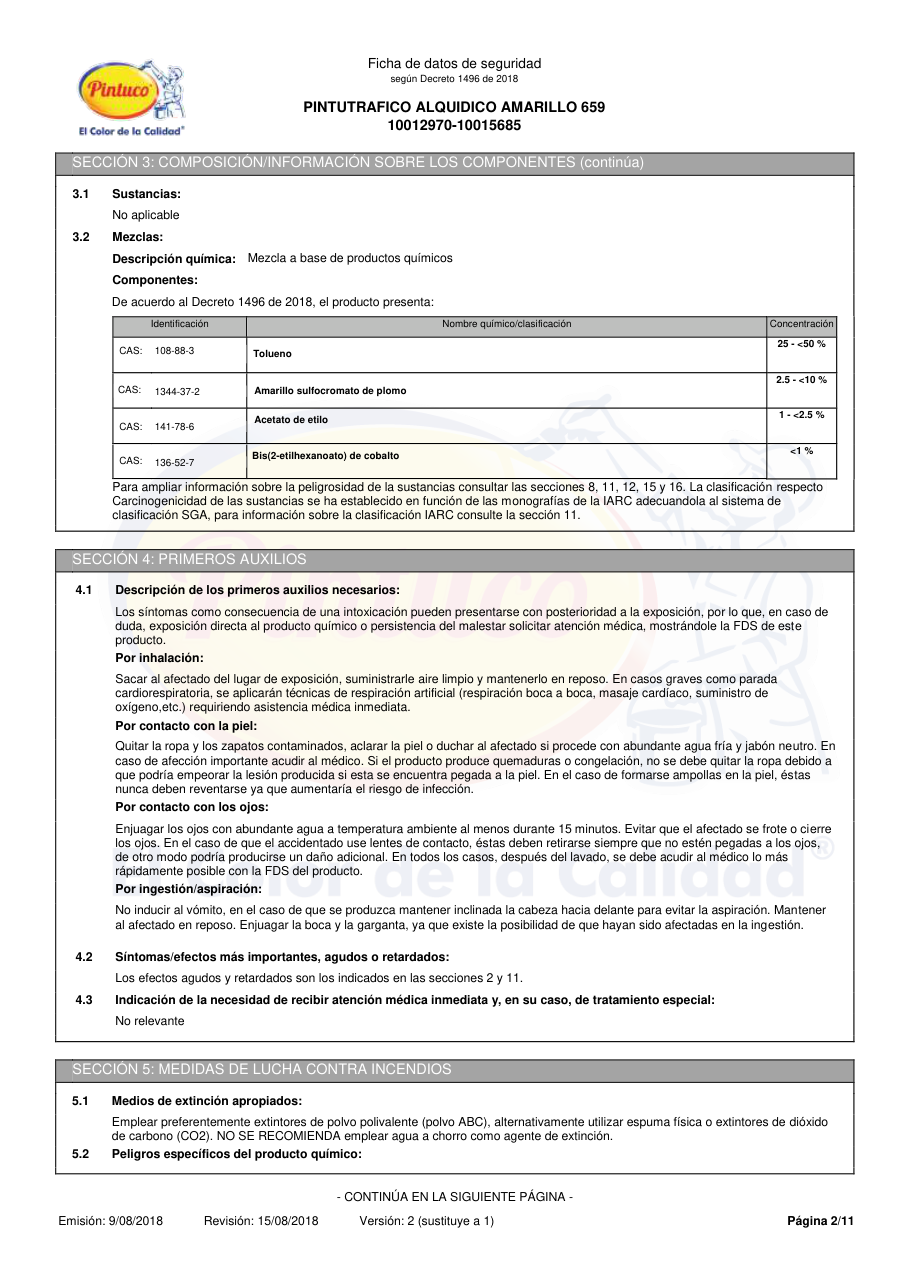 Ficha de datos de seguridad
según Decreto 1496 de 2018
Pintuco®
El Color de la Calidad®
PINTUTRAFICO ALQUIDICO AMARILLO 659
10012970-10015685
SECCIÓN 3: COMPOSICIÓN/INFORMACIÓN SOBRE LOS COMPONENTES (continúa)
3.1 Sustancias:
No aplicable
3.2 Mezclas:
Descripción química: Mezcla a base de productos químicos
Componentes:
De acuerdo al Decreto 1496 de 2018, el producto presenta:
Identificación Nombre químico/clasificación Concentración
CAS: 108-88-3 Tolueno 25 - <50 %
CAS: 1344-37-2 Amarillo sulfocromato de plomo 2.5 - <10 %
CAS: 141-78-6 Acetato de etilo 1 - <2.5 %
CAS: 136-52-7 Bis(2-etilhexanoato) de cobalto <1 %
Para ampliar información sobre la peligrosidad de la sustancias consultar las secciones 8, 11, 12, 15 y 16. La clasificación respecto
Carcinogenicidad de las sustancias se ha establecido en función de las monografías de la IARC adecuandola al sistema de
clasificación SGA, para información sobre la clasificación IARC consulte la sección 11.
SECCIÓN 4: PRIMEROS AUXILIOS
4.1 Descripción de los primeros auxilios necesarios:
Los síntomas como consecuencia de una intoxicación pueden presentarse con posterioridad a la exposición, por lo que, en caso de
duda, exposición directa al producto químico o persistencia del malestar solicitar atención médica, mostrándole la FDS de este
producto.
Por inhalación:
Sacar al afectado del lugar de exposición, suministrarle aire limpio y mantenerlo en reposo. En casos graves como parada
cardiorespiratoria, se aplicarán técnicas de respiración artificial (respiración boca a boca, masaje cardíaco, suministro de
oxígeno,etc.) requiriendo asistencia médica inmediata.
Por contacto con la piel:
Quitar la ropa y los zapatos contaminados, aclarar la piel o duchar al afectado si procede con abundante agua fría y jabón neutro. En
caso de afección importante acudir al médico. Si el producto produce quemaduras o congelación, no se debe quitar la ropa debido a
que podría empeorar la lesión producida si esta se encuentra pegada a la piel. En el caso de formarse ampollas en la piel, éstas
nunca deben reventarse ya que aumentaría el riesgo de infección.
Por contacto con los ojos:
Enjuagar los ojos con abundante agua a temperatura ambiente al menos durante 15 minutos. Evitar que el afectado se frote o cierre
los ojos. En el caso de que el accidentado use lentes de contacto, éstas deben retirarse siempre que no estén pegadas a los ojos,
de otro modo podría producirse un daño adicional. En todos los casos, después del lavado, se debe acudir al médico lo más
rápidamente posible con la FDS del producto.
Por ingestión/aspiración:
No inducir al vómito, en el caso de que se produzca mantener inclinada la cabeza hacia delante para evitar la aspiración. Mantener
al afectado en reposo. Enjuagar la boca y la garganta, ya que existe la posibilidad de que hayan sido afectadas en la ingestión.
4.2 Síntomas/efectos más importantes, agudos o retardados:
Los efectos agudos y retardados son los indicados en las secciones 2 y 11.
4.3 Indicación de la necesidad de recibir atención médica inmediata y, en su caso, de tratamiento especial:
No relevante
SECCIÓN 5: MEDIDAS DE LUCHA CONTRA INCENDIOS
5.1 Medios de extinción apropiados:
Emplear preferentemente extintores de polvo polivalente (polvo ABC), alternativamente utilizar espuma física o extintores de dióxido
de carbono (CO2). NO SE RECOMIENDA emplear agua a chorro como agente de extinción.
5.2 Peligros específicos del producto químico:
- CONTINÚA EN LA SIGUIENTE PÁGINA -
Emisión: 9/08/2018 Revisión: 15/08/2018 Versión: 2 (sustituye a 1) Página 2/11